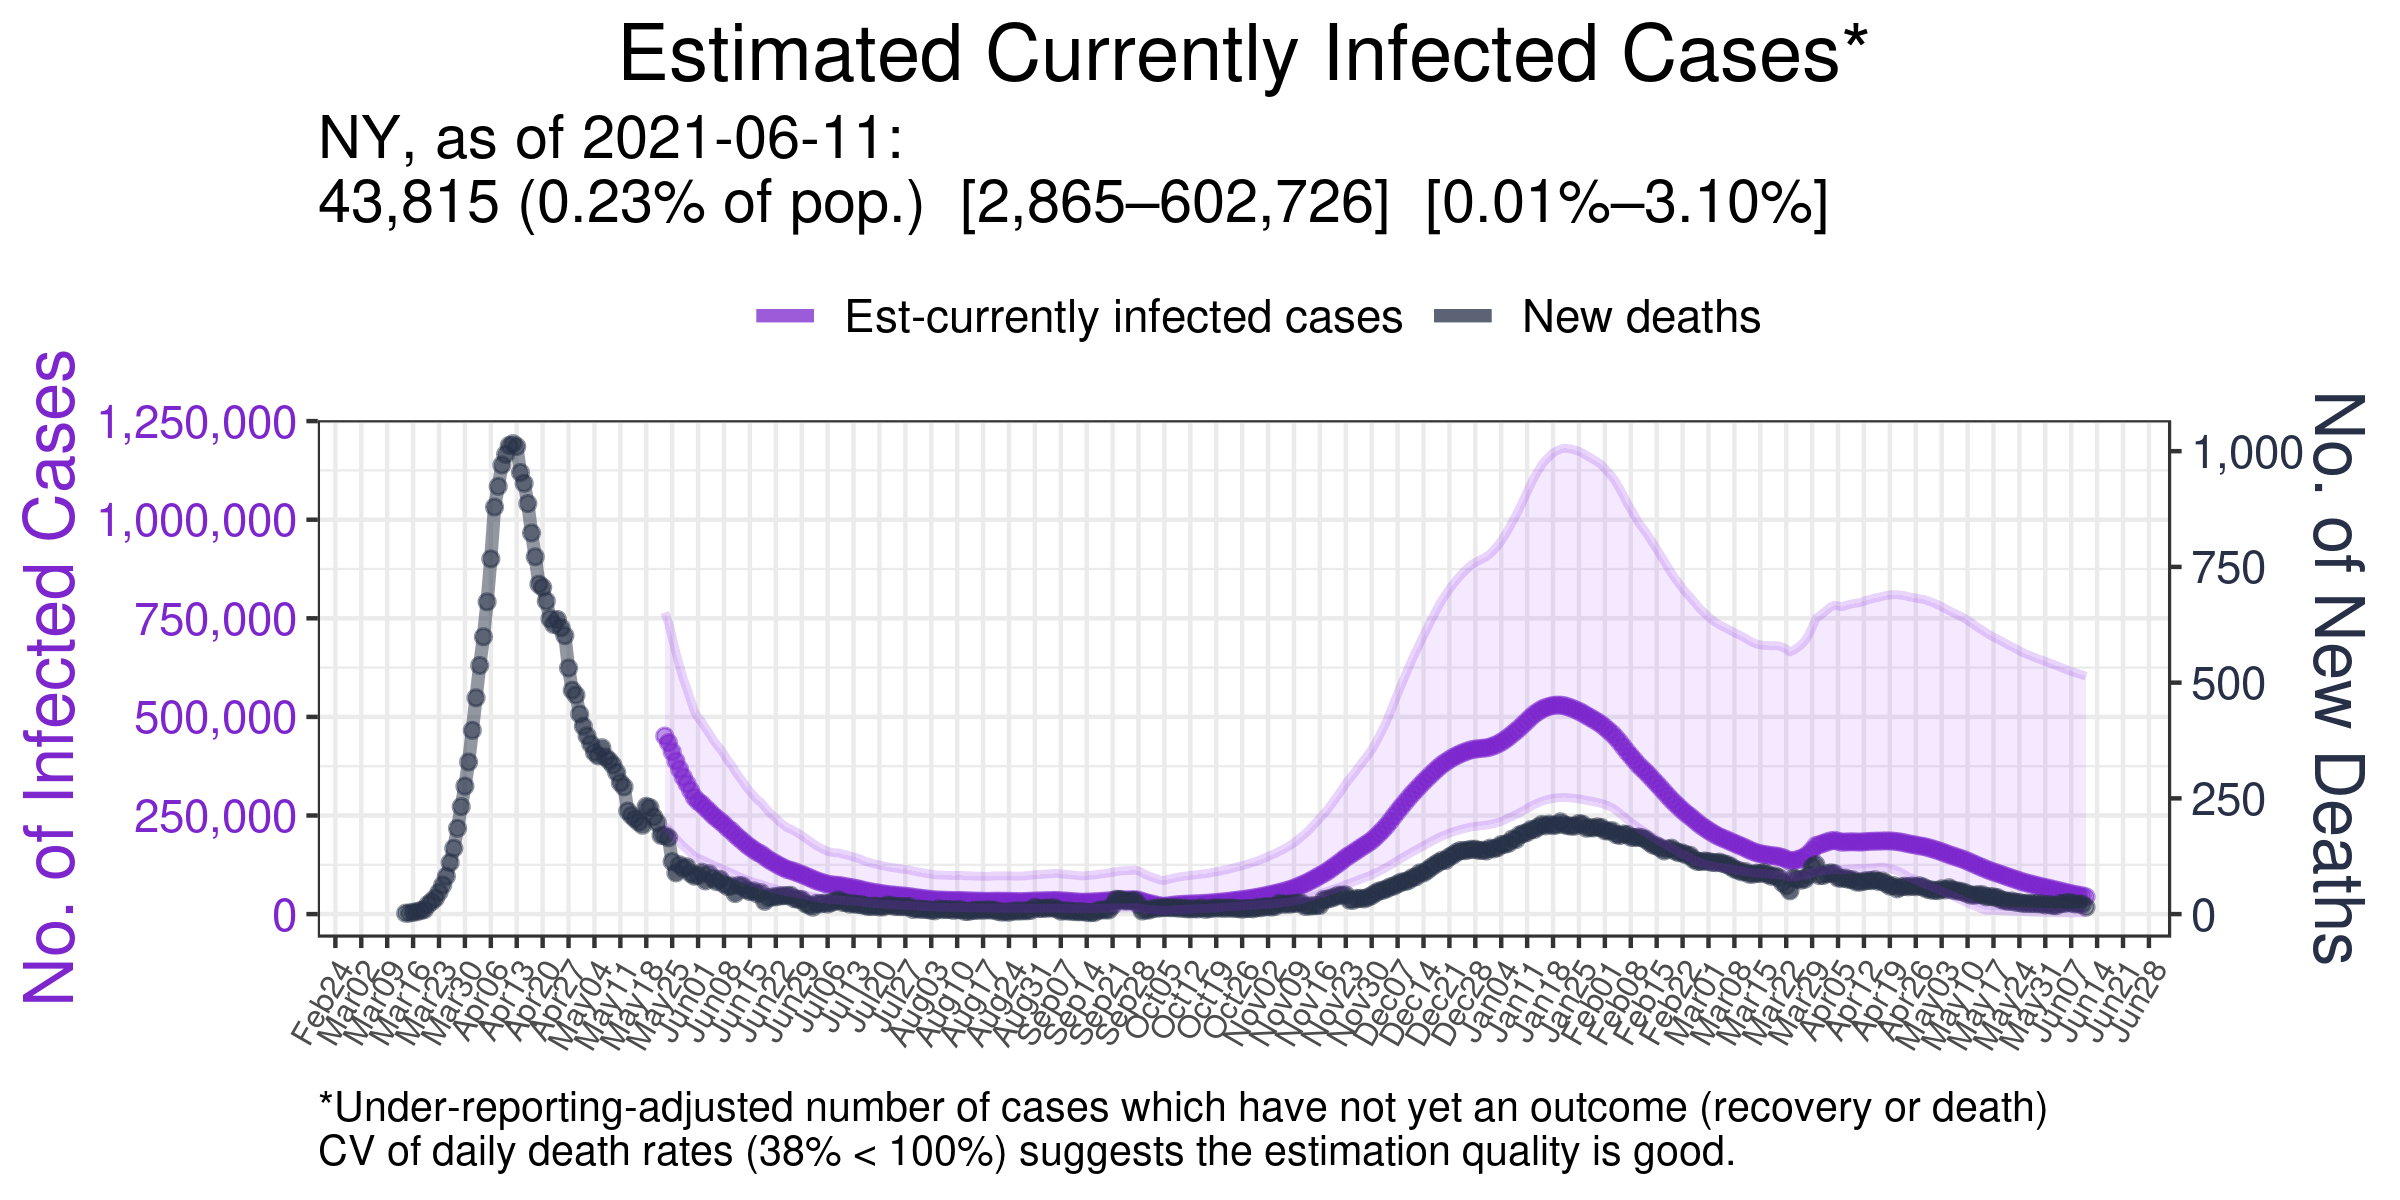 Estimated Currently Infected Cases*
NY, as of 2021-06-11:
43,815 (0.23% of pop.) [2,865–602,726] [0.01%–3.10%]
Est-currently infected cases
New deaths
No. of Infected Cases
1,250,000
1,000,000
750,000
500,000
250,000
0
1,000
750
500
250
0
No. of New Deaths
Feb24
Mar02
Mar09
Mar16
Mar23
Mar30
Apr06
Apr13
Apr20
Apr27
May04
May11
May18
May25
Jun01
Jun08
Jun15
Jun22
Jun29
Jul06
Jul13
Jul20
Jul27
Aug03
Aug10
Aug17
Aug24
Aug31
Sep07
Sep14
Sep21
Sep28
Oct05
Oct12
Oct19
Oct26
Nov02
Nov09
Nov16
Nov23
Nov30
Dec07
Dec14
Dec21
Dec28
Jan04
Jan11
Jan18
Jan25
Feb01
Feb08
Feb15
Feb22
Mar01
Mar08
Mar15
Mar22
Mar29
Apr05
Apr12
Apr19
Apr26
May03
May10
May17
May24
May31
Jun07
Jun14
Jun21
Jun28
*Under-reporting-adjusted number of cases which have not yet an outcome (recovery or death)
CV of daily death rates (38% < 100%) suggests the estimation quality is good.